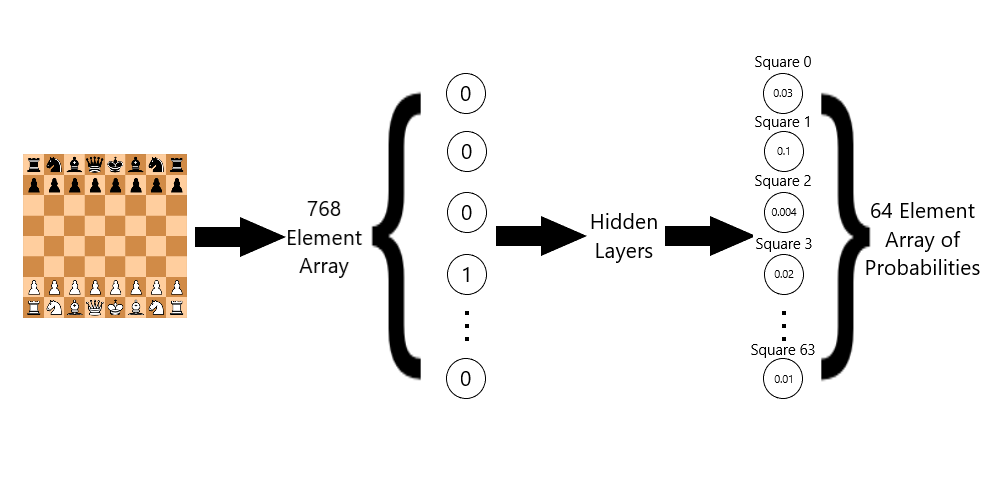 768
Element
Array
0
0
0
1
0
Hidden
Layers
Square 0
0.03
Square 1
0.1
Square 2
0.004
Square 3
0.02
Square 63
0.01
64 Element
Array of
Probabilities